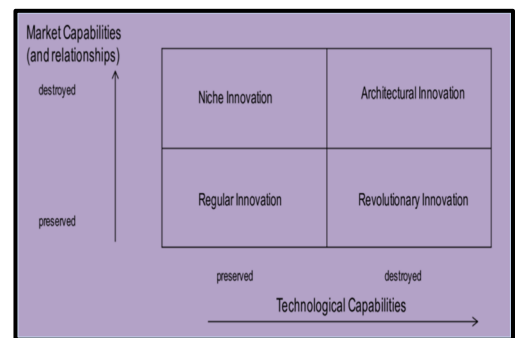 Market Capabilities
(and relationships)
destroyed
Niche Innovation
Architectural Innovation
Regular Innovation
Revolutionary Innovation
preserved
preserved
destroyed
Technological Capabilities